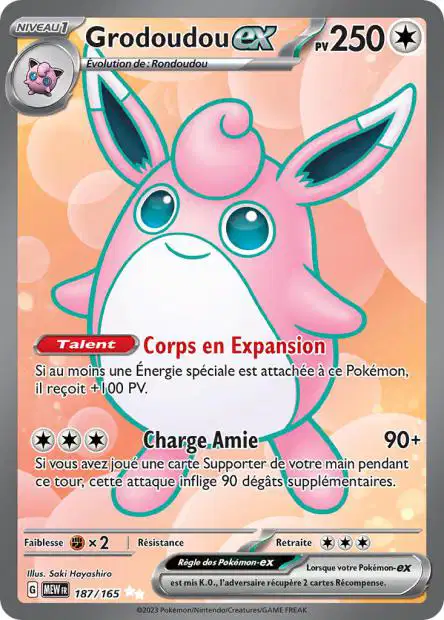 NIVEAU 1
Grodoudou ex PV 250
Évolution de : Rondoudou
Talent Corps en Expansion
Si au moins une Énergie spéciale est attachée à ce Pokémon,
il reçoit +100 PV.
Charge Amie 90+
Si vous avez joué une carte Supporter de votre main pendant
ce tour, cette attaque inflige 90 dégâts supplémentaires.
Faiblesse ×2 Résistance Retraite
Illus. Saki Hayashiro
Règle des Pokémon-ex Lorsque votre Pokémon-ex
est mis K.O., l'adversaire récupère 2 cartes Récompense.
G MEW FR 187/165
©2023 Pokémon/Nintendo/Creatures/GAME FREAK